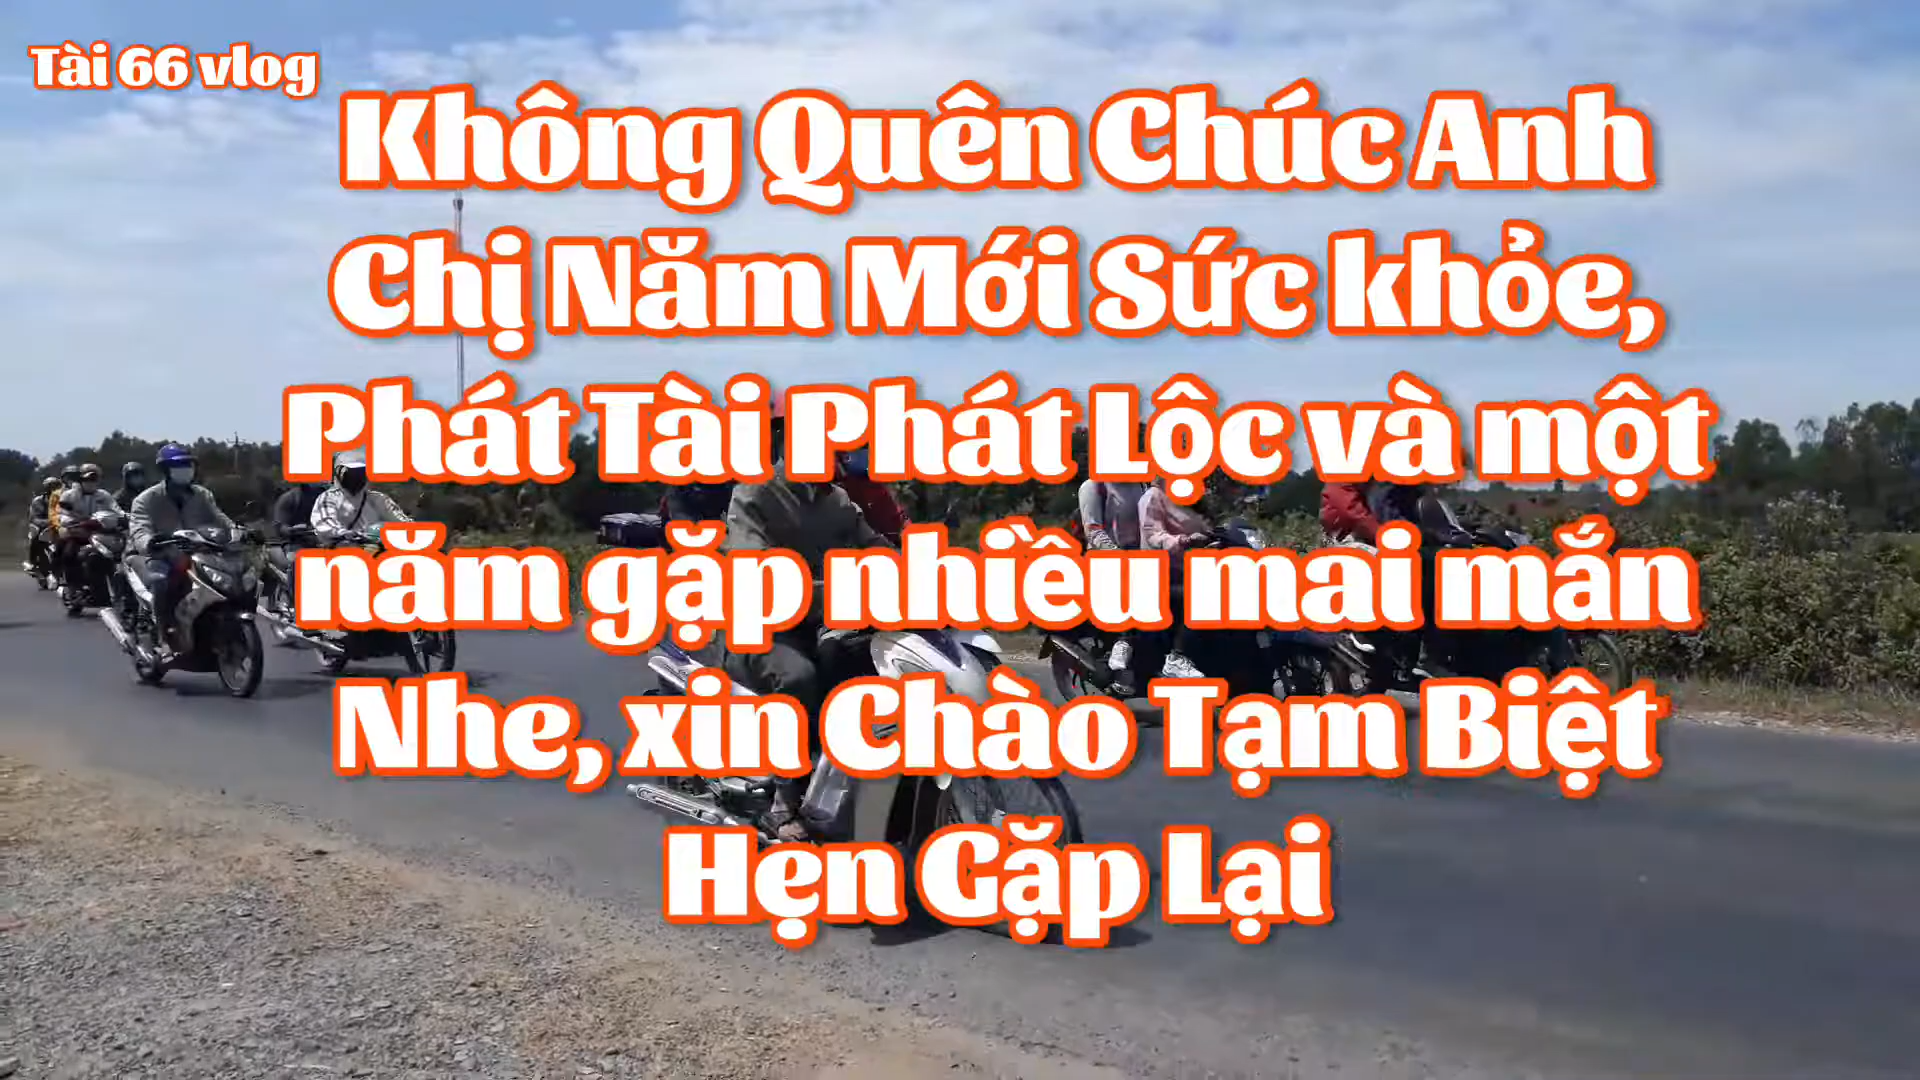 Tài 66 vlog
Không Quên Chúc Anh
Chị Năm Mới Sức khỏe,
Phát Tài Phát Lộc và một
năm gặp nhiều mai mắn
Nhe, xin Chào Tạm Biệt
Hẹn Gặp Lại